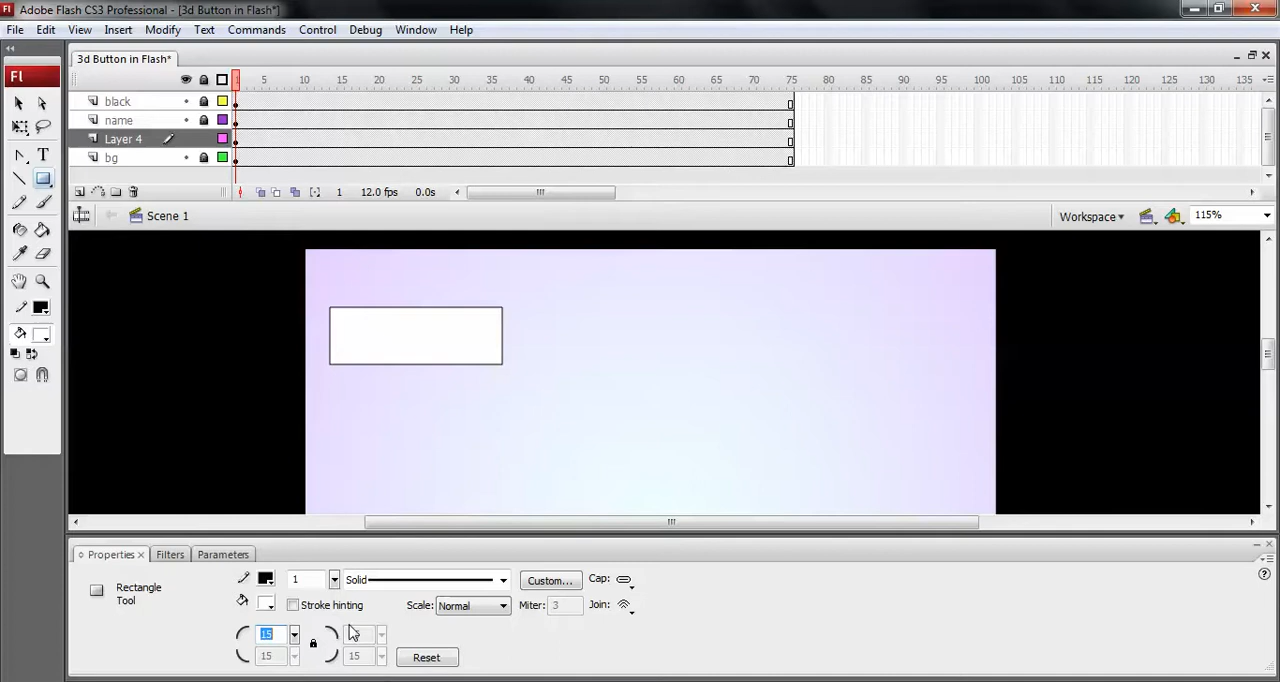 Fl Adobe Flash CS3 Professional - [3d Button in Flash*]
File Edit View Insert Modify Text Commands Control Debug Window Help
3d Button in Flash*
Fl
1 5 10 15 20 25 30 35 40 45 50 55 60 65 70 75 80 85 90 95 100 105 110 115 120 125 130 135
black
name
Layer 4
bg
1 12.0 fps 0.0s
Scene 1 Workspace 115%
T
Properties Filters Parameters
Rectangle Tool
1 Solid Custom... Cap:
Stroke hinting Scale: Normal Miter: 3 Join:
15
15 15 Reset